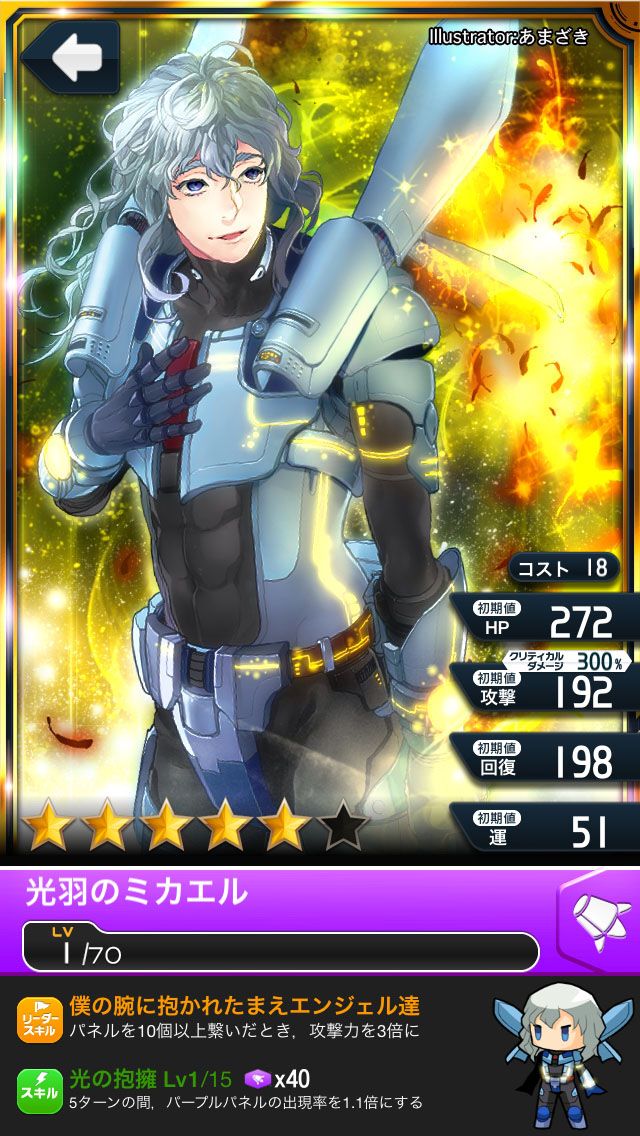 Illustrator:あまざき
コスト 18
初期値
HP 272
クリティカル
ダメージ 300%
初期値
攻撃 192
初期値
回復 198
初期値
運 51
光羽のミカエル
LV
1/70
リーダー
スキル
僕の腕に抱かれたまえエンジェル達
パネルを10個以上繋いだとき，攻撃力を3倍に
スキル
光の抱擁 Lv1/15 x40
5ターンの間，パープルパネルの出現率を1.1倍にする